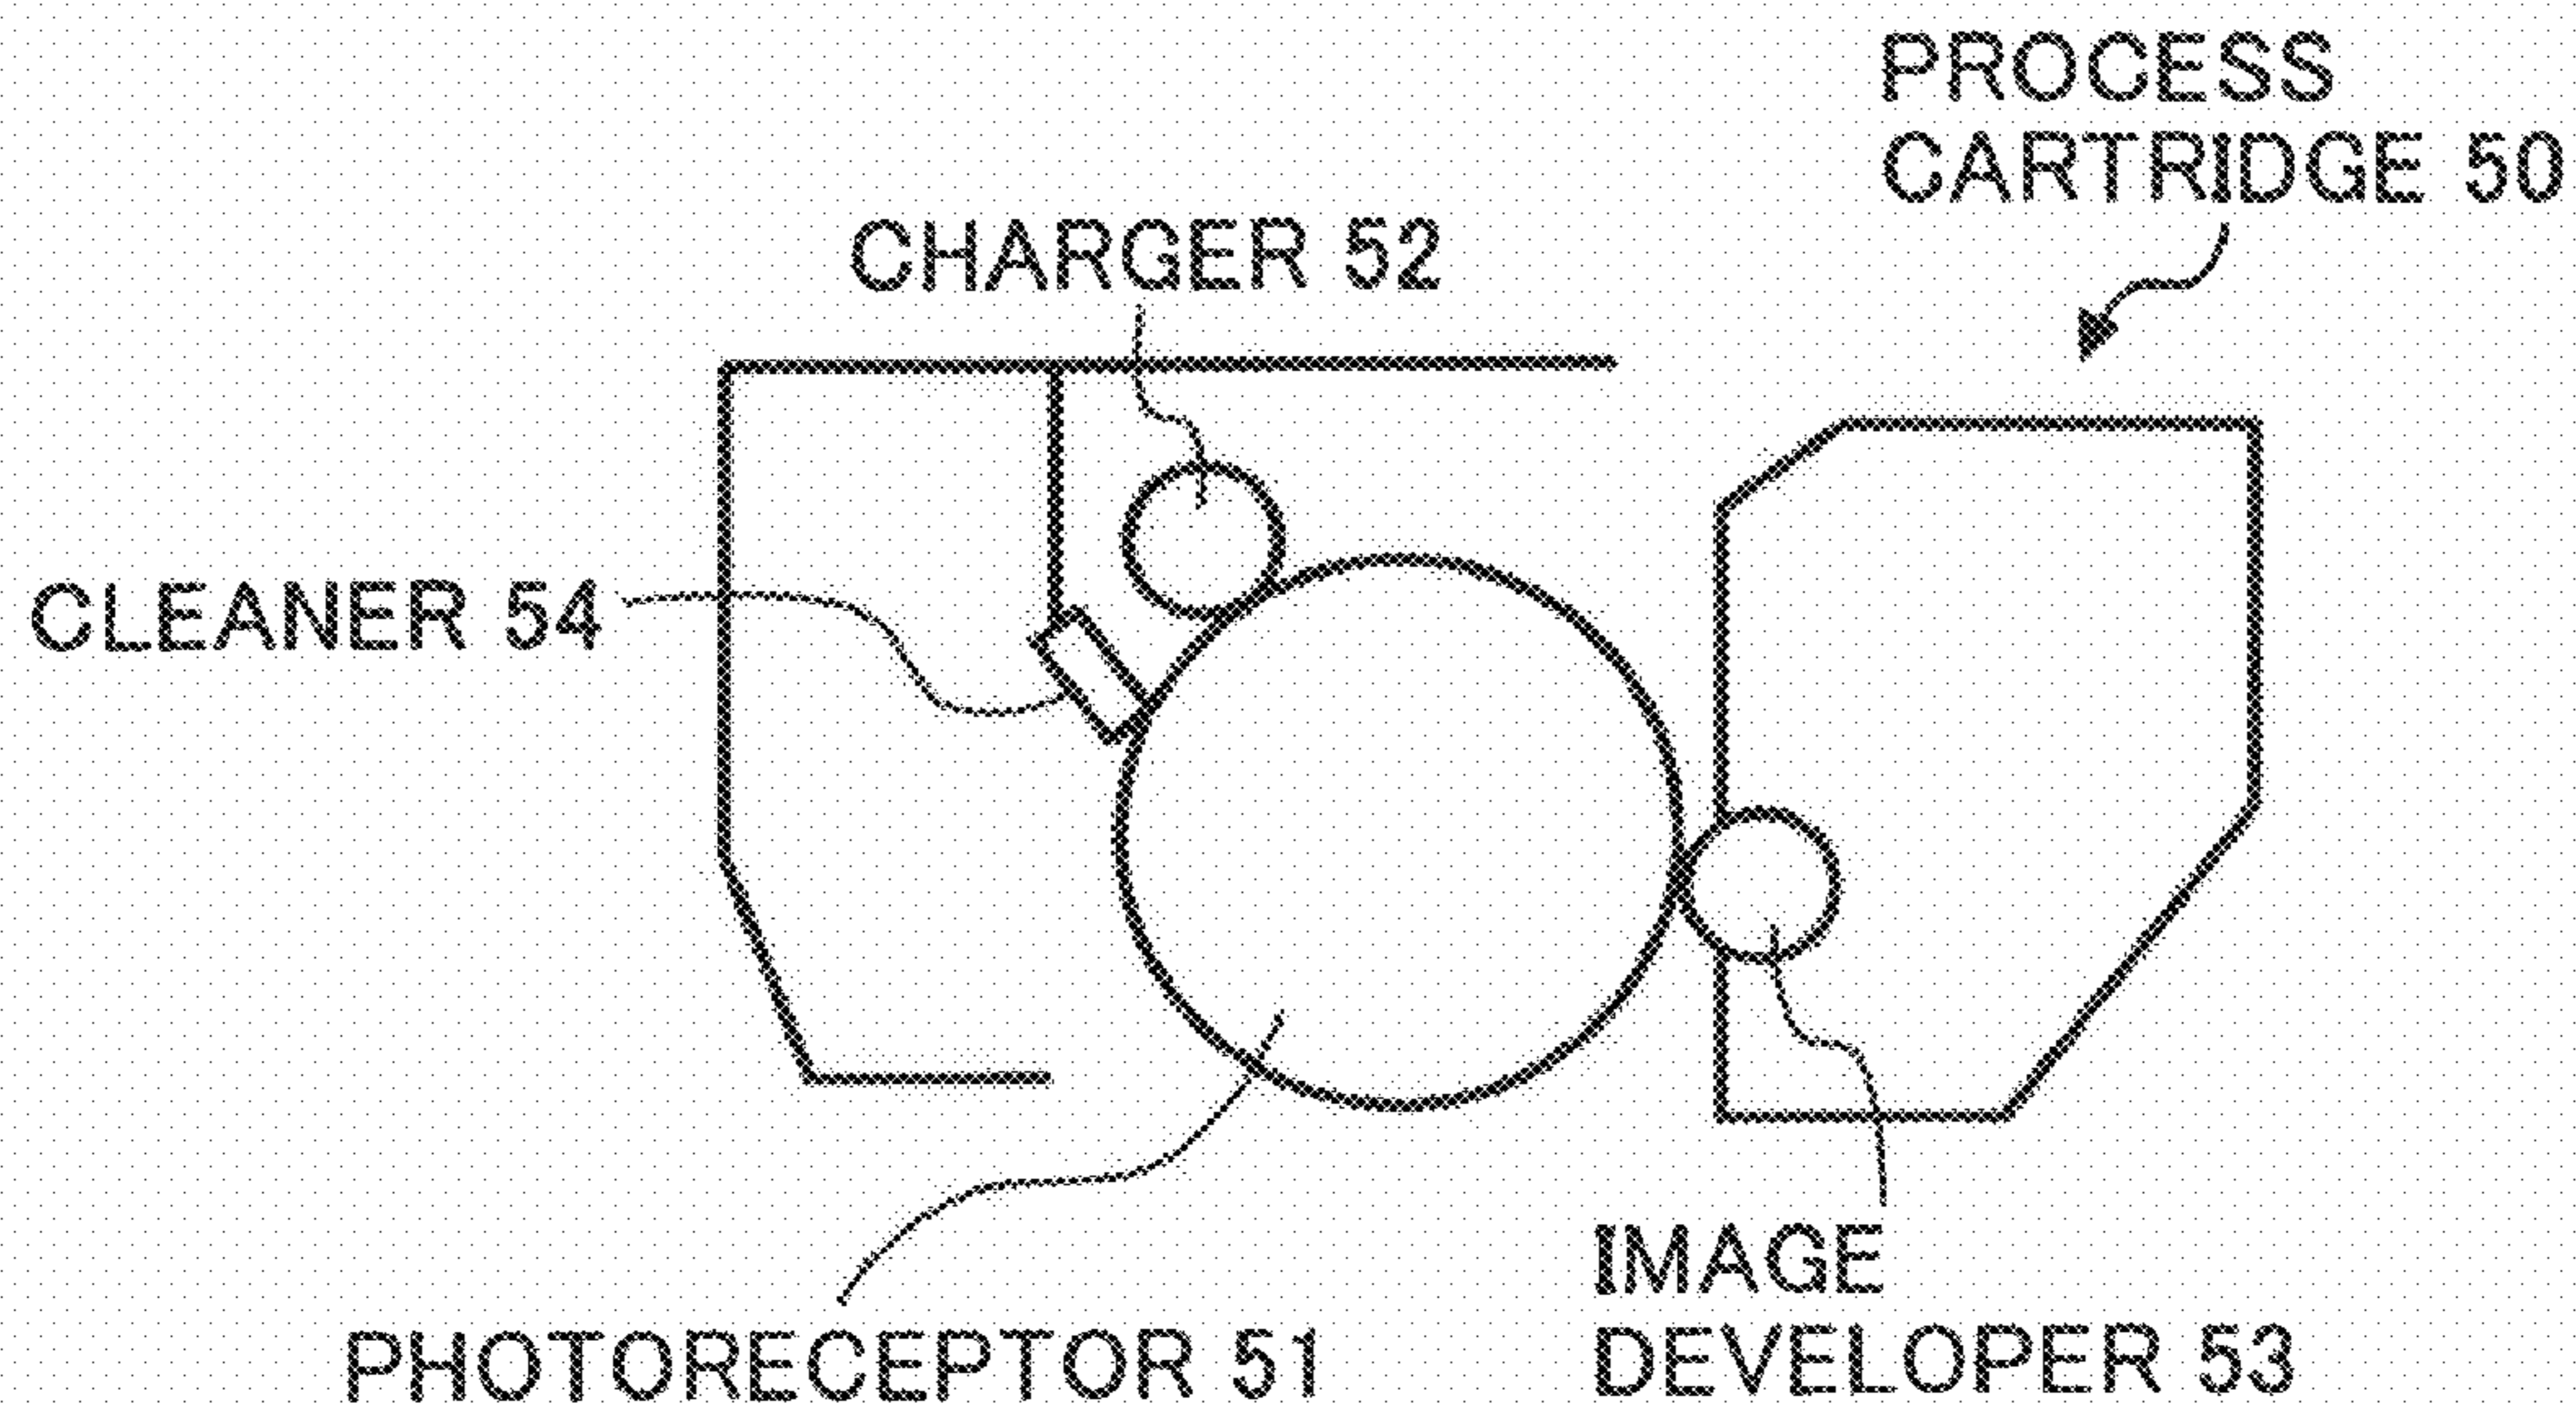 PROCESS
CARTRIDGE 50
CHARGER 52
CLEANER 54
IMAGE
DEVELOPER 53
PHOTORECEPTOR 51